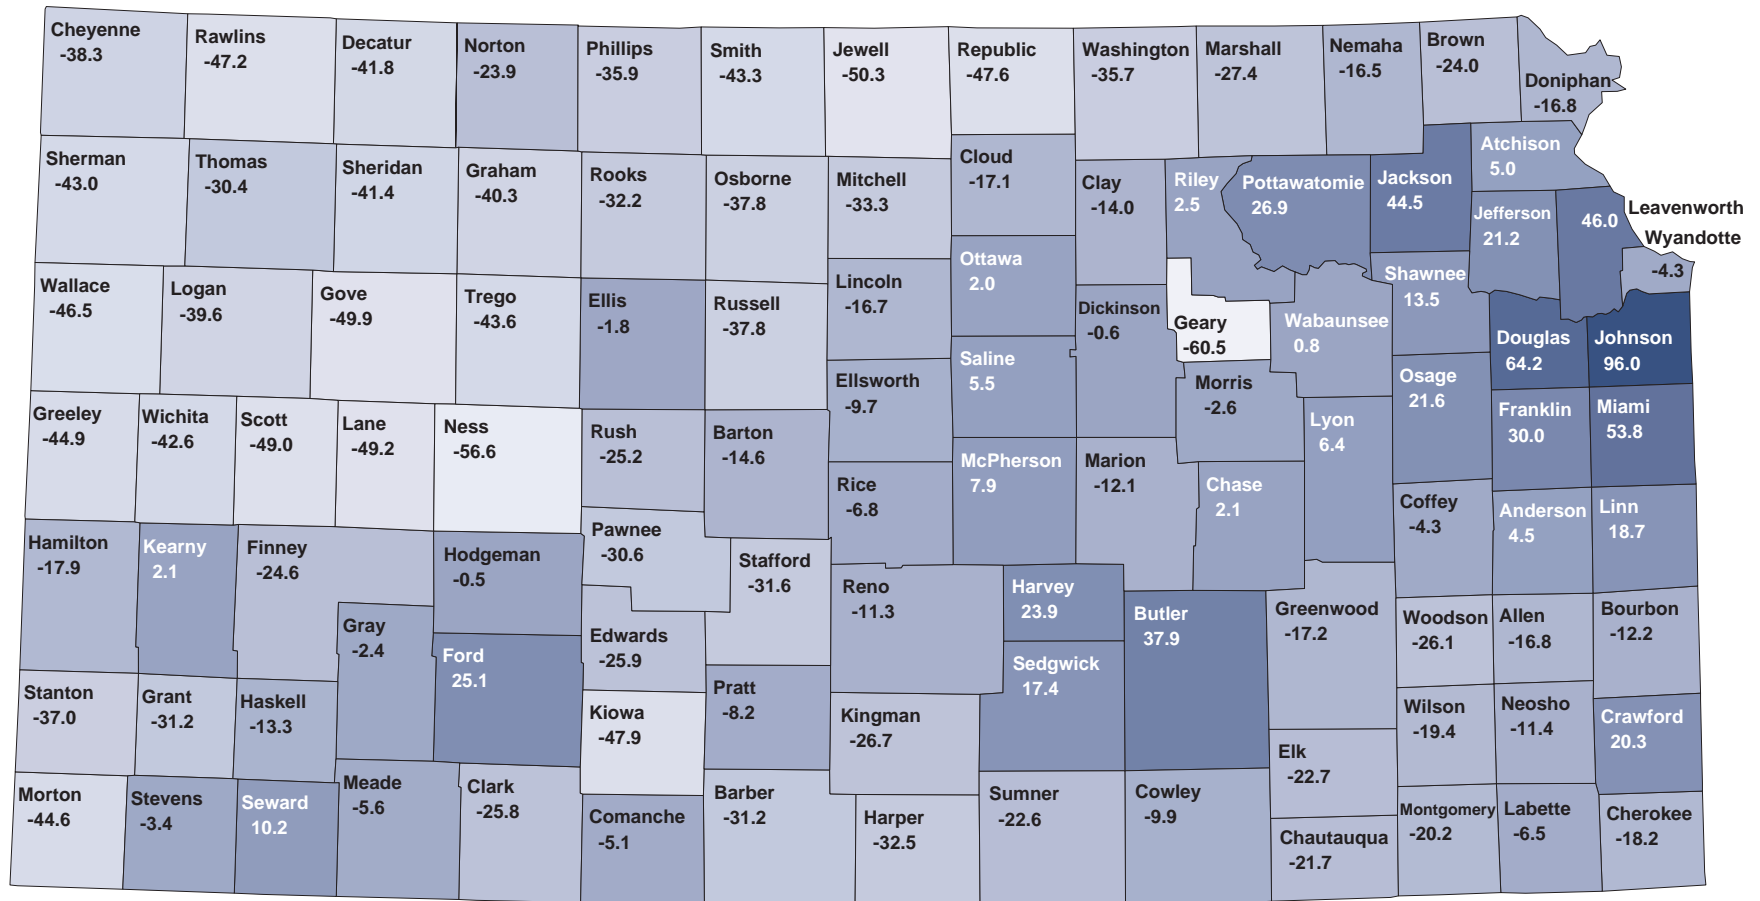 Cheyenne
-38.3
Rawlins
-47.2
Decatur
-41.8
Norton
-23.9
Phillips
-35.9
Smith
-43.3
Jewell
-50.3
Republic
-47.6
Washington
-35.7
Marshall
-27.4
Nemaha
-16.5
Brown
-24.0
Doniphan
-16.8
Sherman
-43.0
Thomas
-30.4
Sheridan
-41.4
Graham
-40.3
Rooks
-32.2
Osborne
-37.8
Mitchell
-33.3
Cloud
-17.1
Clay
-14.0
Riley
2.5
Pottawatomie
26.9
Jackson
44.5
Atchison
5.0
Jefferson
21.2
46.0
Leavenworth
Wyandotte
-4.3
Wallace
-46.5
Logan
-39.6
Gove
-49.9
Trego
-43.6
Ellis
-1.8
Russell
-37.8
Lincoln
-16.7
Ottawa
2.0
Dickinson
-0.6
Geary
-60.5
Wabaunsee
0.8
Shawnee
13.5
Douglas
64.2
Johnson
96.0
Saline
5.5
Ellsworth
-9.7
Morris
-2.6
Osage
21.6
Franklin
30.0
Miami
53.8
Greeley
-44.9
Wichita
-42.6
Scott
-49.0
Lane
-49.2
Ness
-56.6
Rush
-25.2
Barton
-14.6
Rice
-6.8
McPherson
7.9
Marion
-12.1
Chase
2.1
Lyon
6.4
Coffey
-4.3
Anderson
4.5
Linn
18.7
Hamilton
-17.9
Kearny
2.1
Finney
-24.6
Hodgeman
-0.5
Pawnee
-30.6
Stafford
-31.6
Reno
-11.3
Harvey
23.9
Butler
37.9
Greenwood
-17.2
Woodson
-26.1
Allen
-16.8
Bourbon
-12.2
Gray
-2.4
Ford
25.1
Edwards
-25.9
Sedgwick
17.4
Stanton
-37.0
Grant
-31.2
Haskell
-13.3
Kiowa
-47.9
Pratt
-8.2
Kingman
-26.7
Elk
-22.7
Wilson
-19.4
Neosho
-11.4
Crawford
20.3
Morton
-44.6
Stevens
-3.4
Seward
10.2
Meade
-5.6
Clark
-25.8
Comanche
-5.1
Barber
-31.2
Harper
-32.5
Sumner
-22.6
Cowley
-9.9
Chautauqua
-21.7
Montgomery
-20.2
Labette
-6.5
Cherokee
-18.2